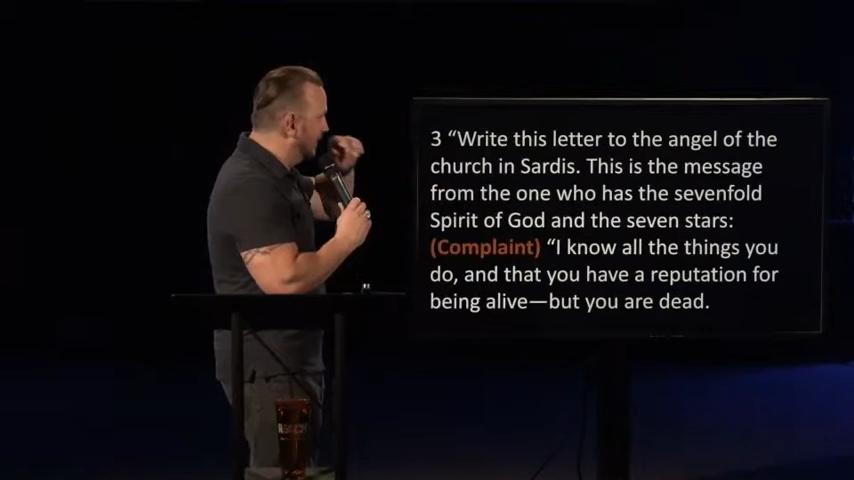 3 “Write this letter to the angel of the
church in Sardis. This is the message
from the one who has the sevenfold
Spirit of God and the seven stars:
(Complaint) “I know all the things you
do, and that you have a reputation for
being alive—but you are dead.